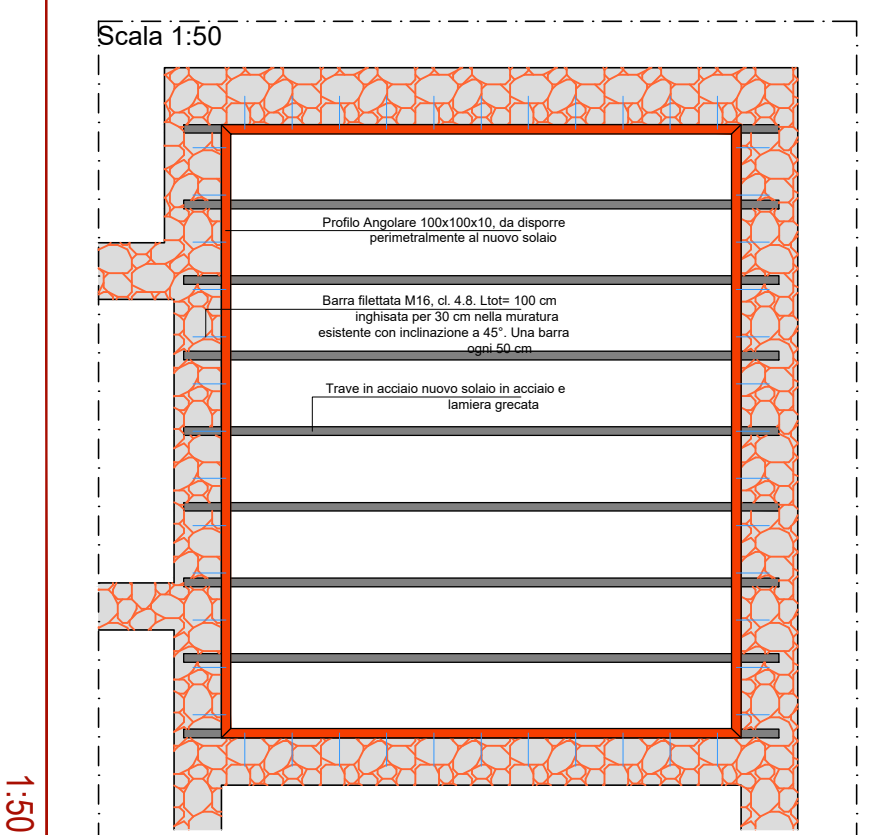 Scala 1:50
Profilo Angolare 100x100x10, da disporre
perimetralmente al nuovo solaio
Barra filettata M16, cl. 4.8. Ltot= 100 cm
inghisata per 30 cm nella muratura
esistente con inclinazione a 45°. Una barra
ogni 50 cm
Trave in acciaio nuovo solaio in acciaio e
lamiera grecata
1:50